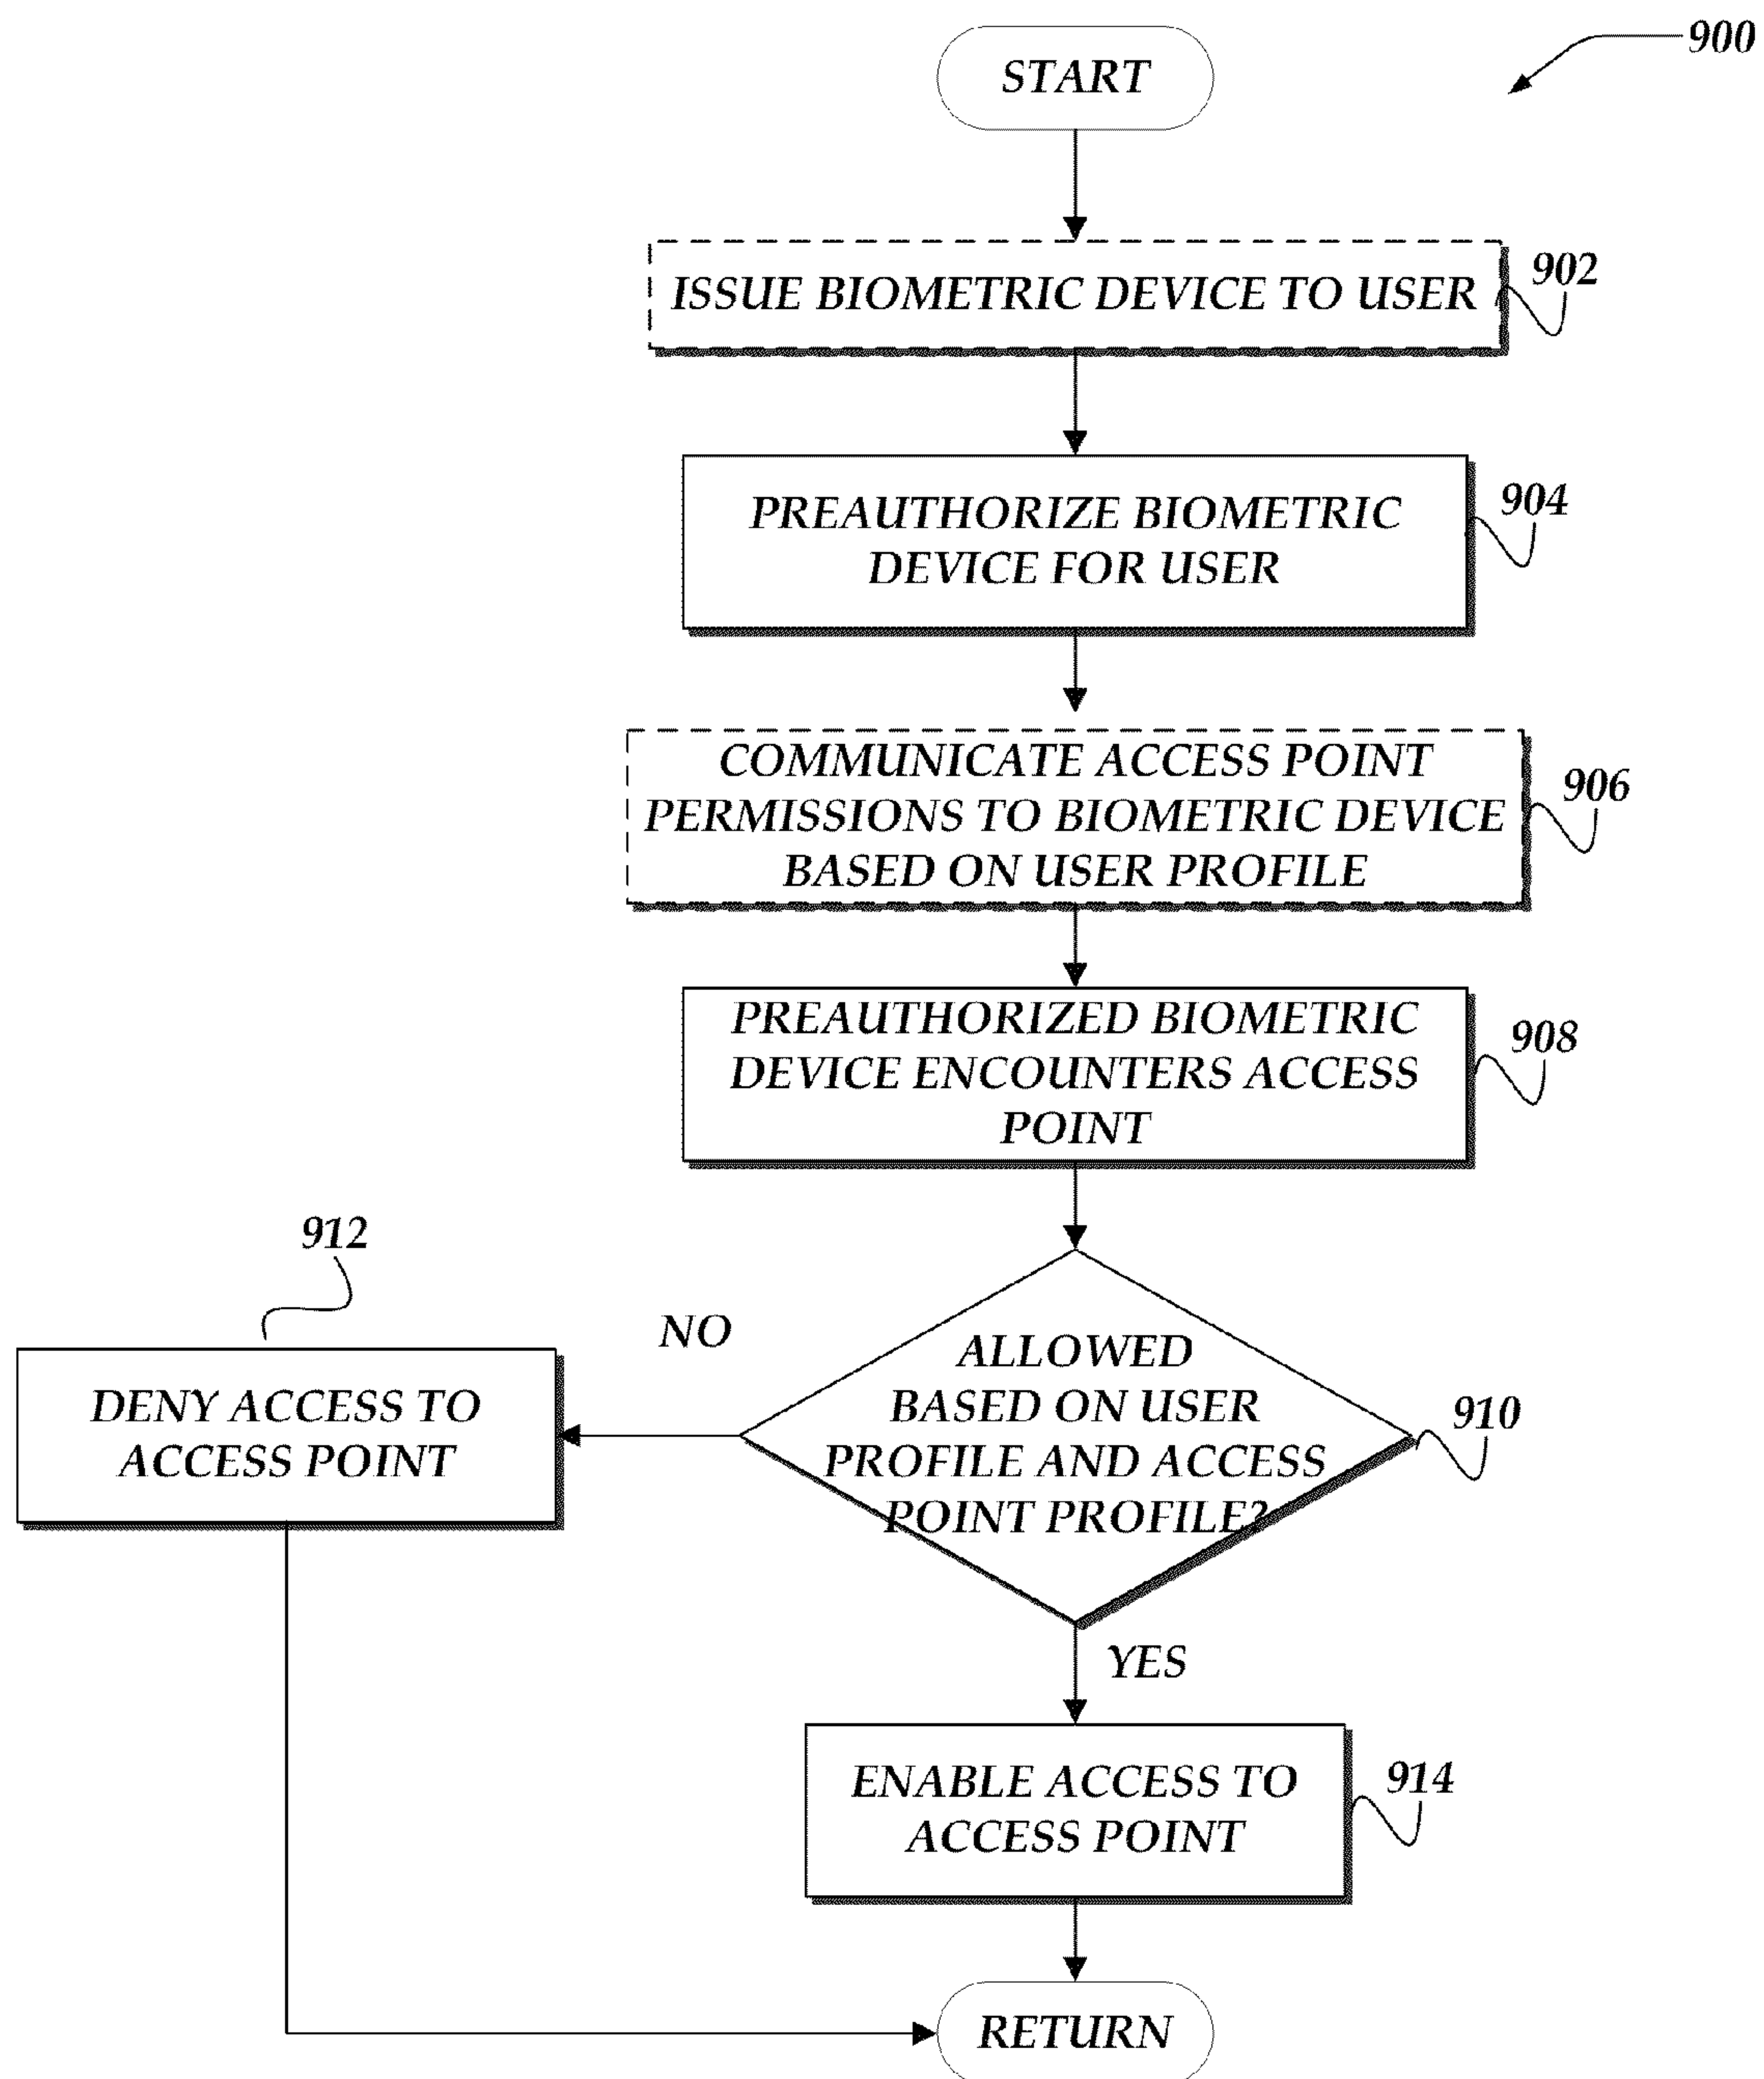 900
START
ISSUE BIOMETRIC DEVICE TO USER
902
PREAUTHORIZE BIOMETRIC
DEVICE FOR USER
904
COMMUNICATE ACCESS POINT
PERMISSIONS TO BIOMETRIC DEVICE
BASED ON USER PROFILE
906
PREAUTHORIZED BIOMETRIC
DEVICE ENCOUNTERS ACCESS
POINT
908
912
NO
DENY ACCESS TO
ACCESS POINT
ALLOWED
BASED ON USER
PROFILE AND ACCESS
POINT PROFILE?
910
YES
ENABLE ACCESS TO
ACCESS POINT
914
RETURN